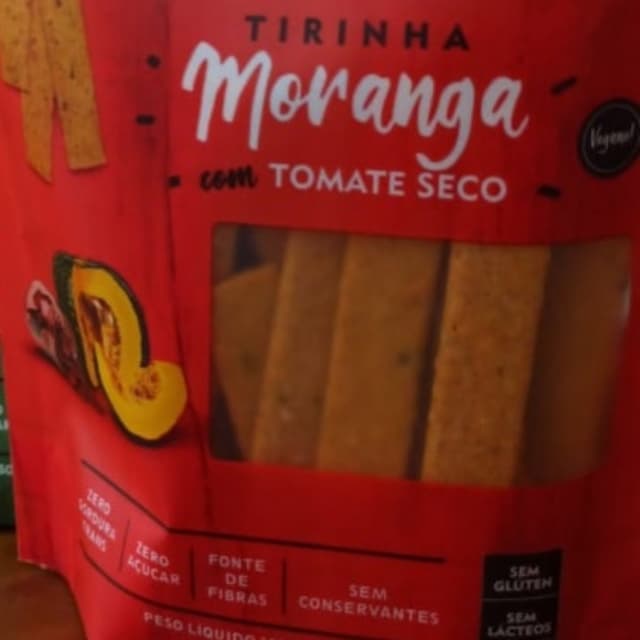 TIRINHA
Moranga
com TOMATE SECO
Vegano!
ZERO
GORDURA
TRANS
ZERO
AÇUCAR
FONTE
DE
FIBRAS
SEM
CONSERVANTES
SEM
GLÚTEN
SEM
LÁCTEOS
PESO LÍQUIDO